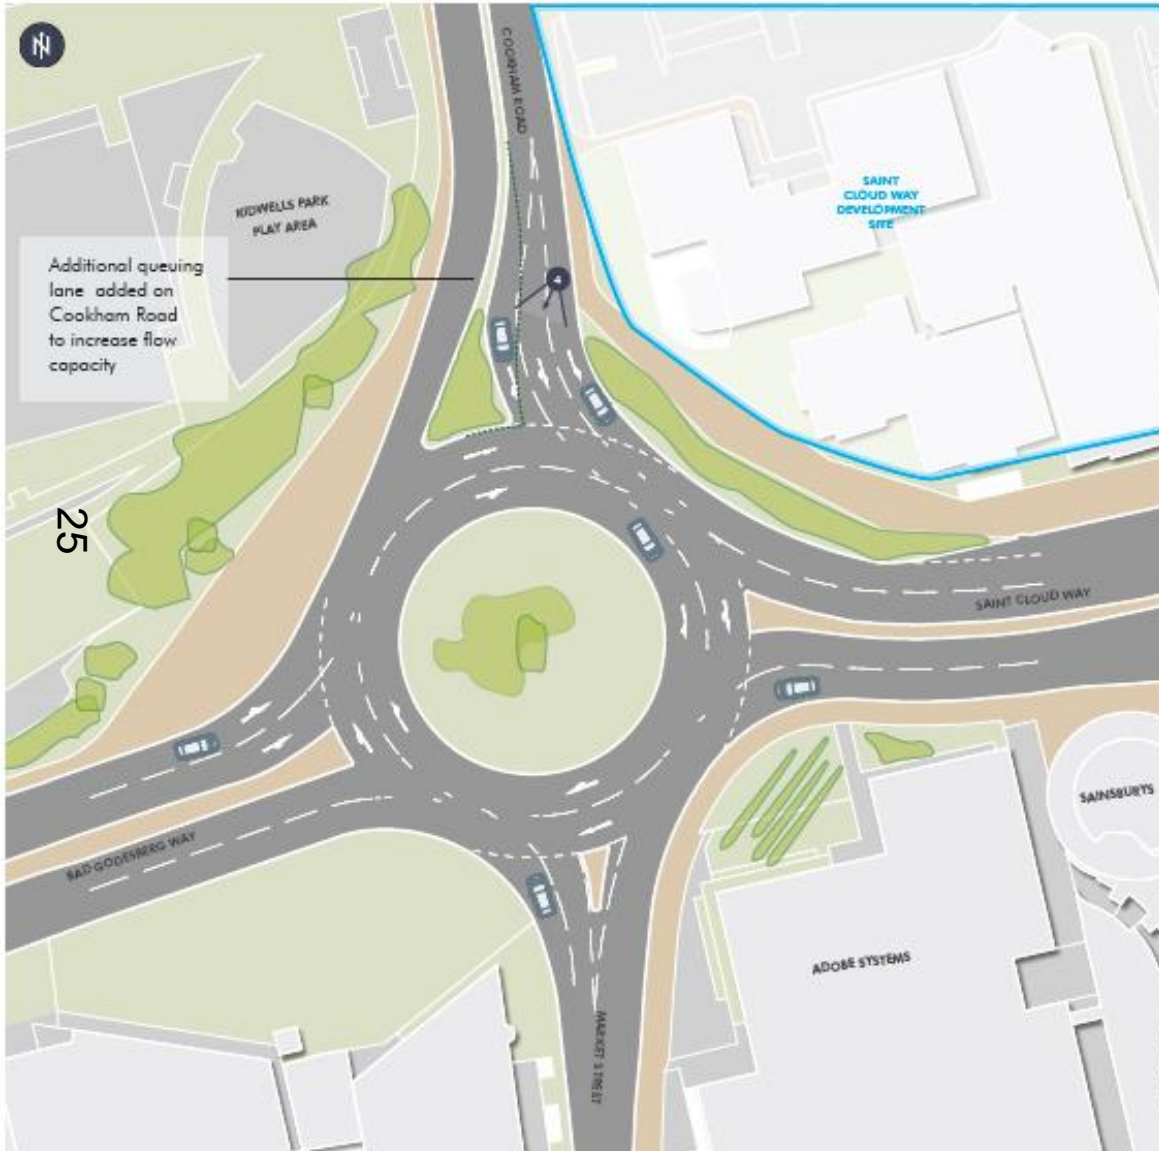 N
COOKHAM ROAD
KIDWELLS PARK
PLAY AREA
SAINT
CLOUD WAY
DEVELOPMENT
SITE
Additional queuing
lane added on
Cookham Road
to increase flow
capacity
4
25
SAINT CLOUD WAY
SAINSBURYS
BAD GODESBERG WAY
ADOBE SYSTEMS
MARKET STREET